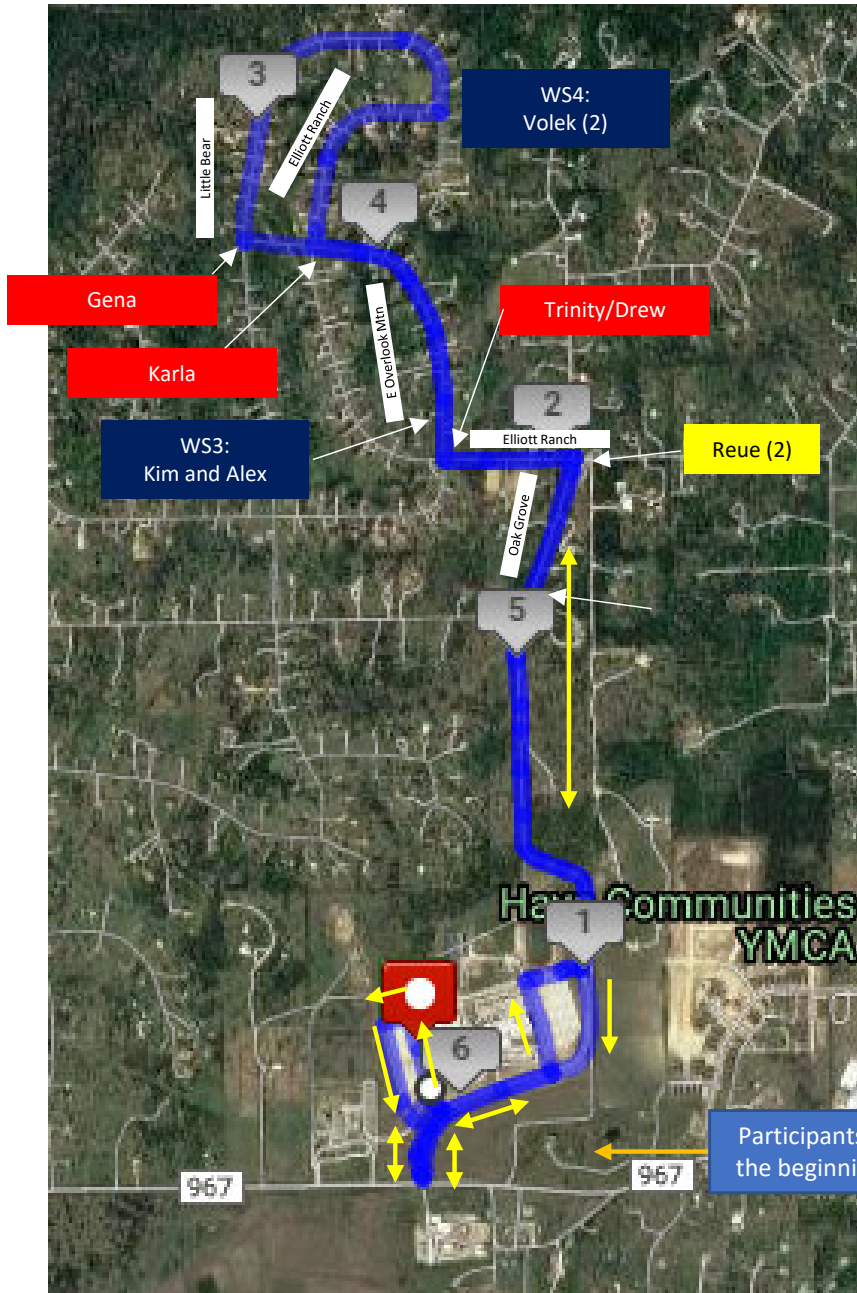 3
WS4:
Volek (2)
Little Bear
Elliott Ranch
4
Gena
Trinity/Drew
Karla
E Overlook Mtn
2
Elliott Ranch
WS3:
Kim and Alex
Reue (2)
Oak Grove
5
Communities
YMCA
1
6
Participants
the beginni
967
967